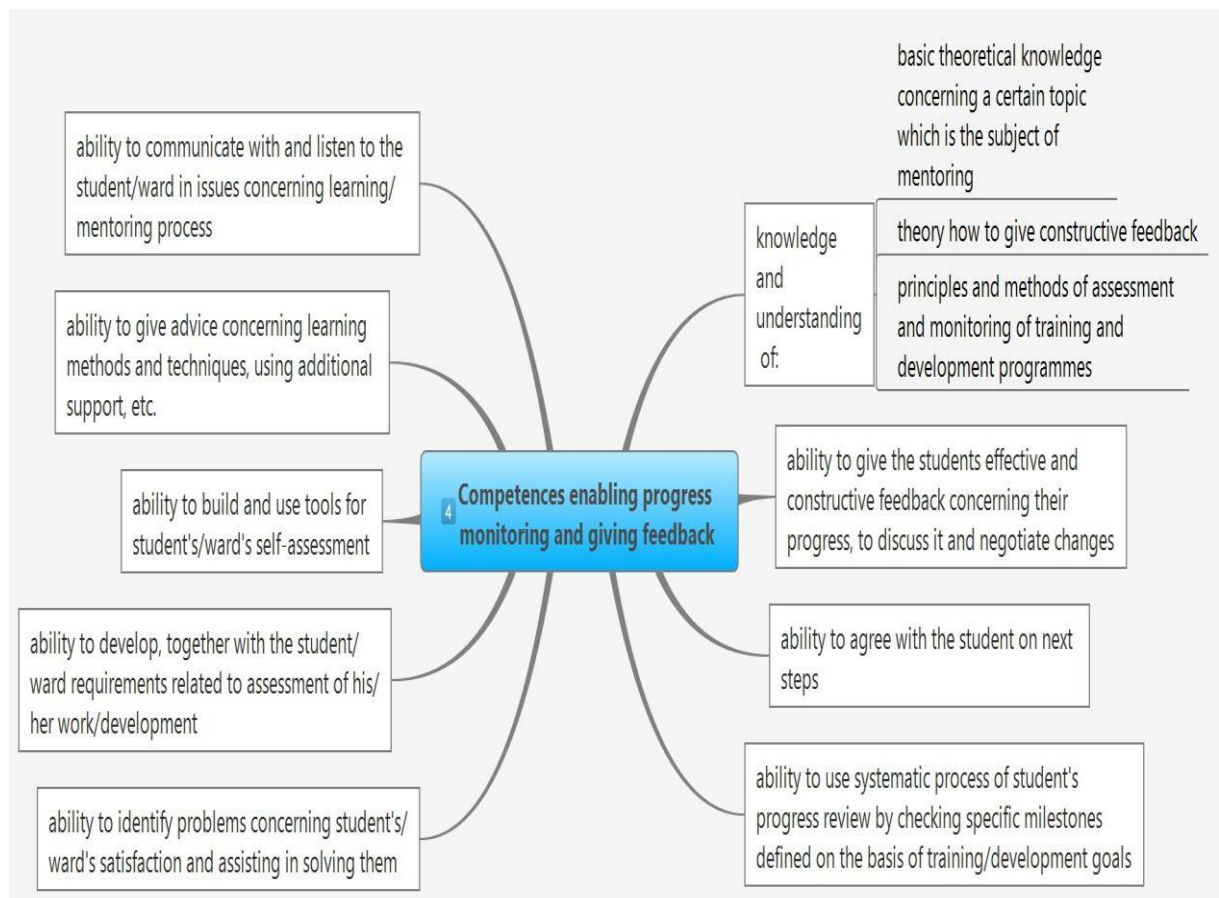 basic theoretical knowledge
concerning a certain topic
which is the subject of
mentoring
knowledge
and
understanding
of:
theory how to give constructive feedback
principles and methods of assessment
and monitoring of training and
development programmes
ability to communicate with and listen to the
student/ward in issues concerning learning/
mentoring process
ability to give advice concerning learning
methods and techniques, using additional
support, etc.
4
Competences enabling progress
monitoring and giving feedback
ability to give the students effective and
constructive feedback concerning their
progress, to discuss it and negotiate changes
ability to build and use tools for
student's/ward's self-assessment
ability to agree with the student on next
steps
ability to develop, together with the student/
ward requirements related to assessment of his/
her work/development
ability to use systematic process of student's
progress review by checking specific milestones
defined on the basis of training/development goals
ability to identify problems concerning student's/
ward's satisfaction and assisting in solving them